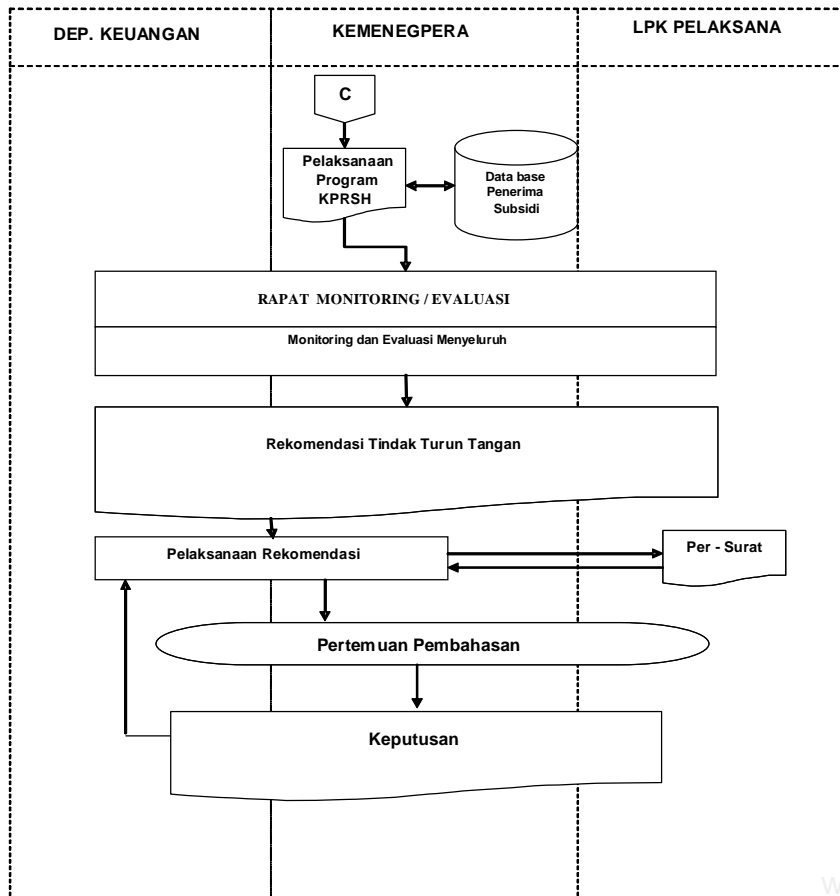 DEP. KEUANGAN
KEMENEGPERA
LPK PELAKSANA
C
Pelaksanaan
Program
KPRSH
Data base
Penerima
Subsidi
RAPAT MONITORING / EVALUASI
Monitoring dan Evaluasi Menyeluruh
Rekomendasi Tindak Turun Tangan
Pelaksanaan Rekomendasi
Per - Surat
Pertemuan Pembahasan
Keputusan
W